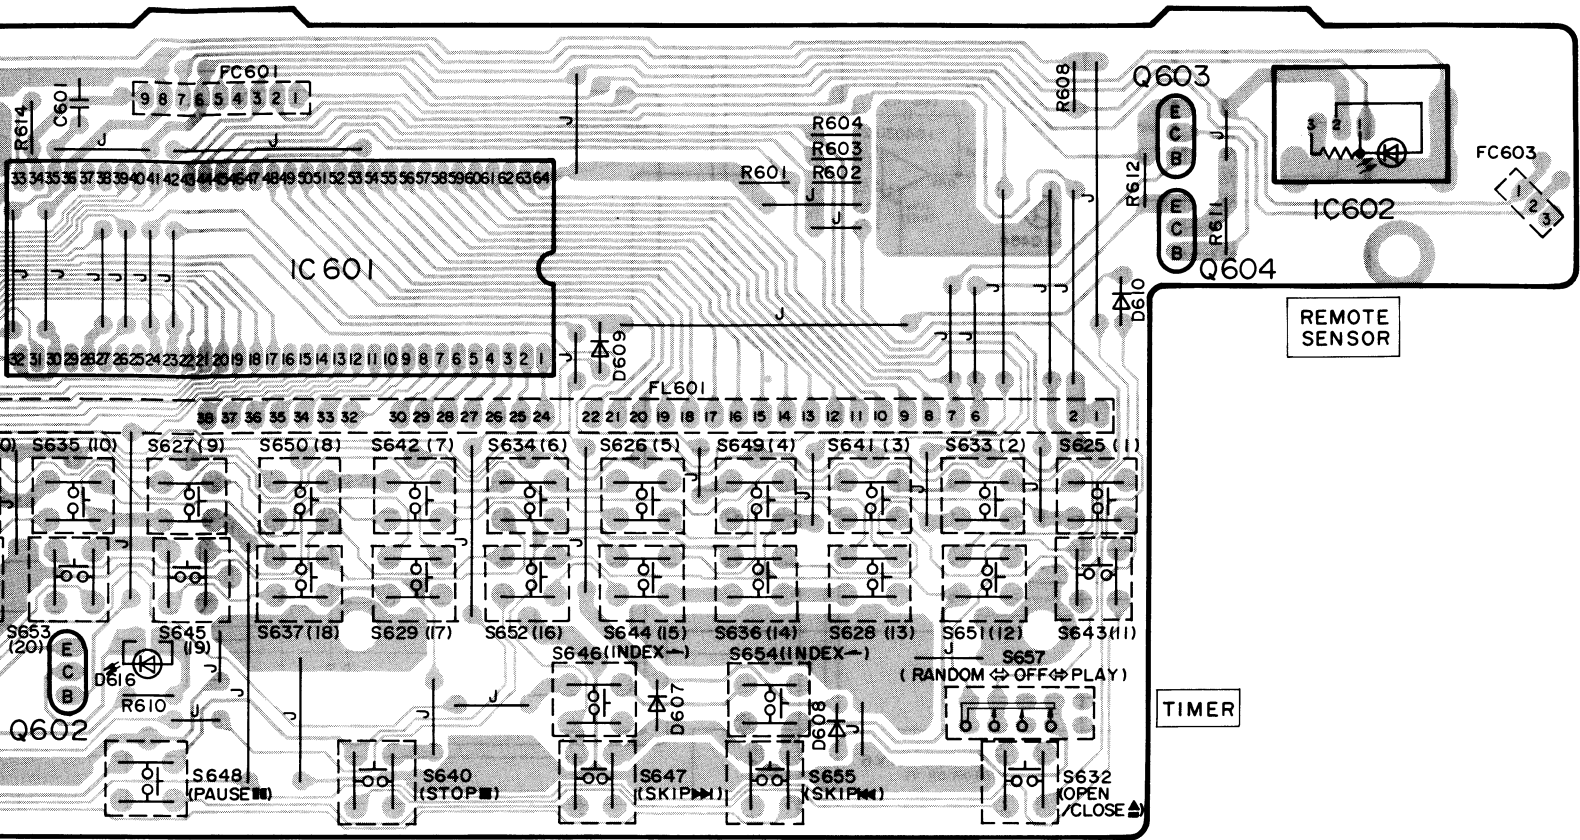 FC601
9 8 7 6 5 4 3 2 1
C601
R614
J
J
J
R604
R603
R602
R601
J
R608
Q603
E
C
B
J
R612
3 2 1
FC603
1
2
3
IC602
E
C
B
R611
Q604
33 34 35 36 37 38 39 40 41 42 43 44 45 46 47 48 49 50 51 52 53 54 55 56 57 58 59 60 61 62 63 64
J
J
J J J J
IC 601
J
J
J
J J
J J
J
D610
REMOTE
SENSOR
32 31 30 29 28 27 26 25 24 23 22 21 20 19 18 17 16 15 14 13 12 11 10 9 8 7 6 5 4 3 2 1
J
D609
FL601
38 37 36 35 34 33 32 30 29 28 27 26 25 24 22 21 20 19 18 17 16 15 14 13 12 11 10 9 8 7 6 2 1
0) S635 (10) S627 (9) S650 (8) S642 (7) S634 (6) S626 (5) S649 (4) S641 (3) S633 (2) S625 (1)
J J J J J
J J J
S653
(20)
S645
(19)
S637 (18) S629 (17) S652 (16) S644 (15) S636 (14) S628 (13) S651 (12) S643 (11)
E
C
B
Q602
D616
R610
J
J
J
J
J
J
S646 (INDEX−)
S654 (INDEX−)
D607
D608
J
J
S657
(RANDOM ⇔ OFF ⇔ PLAY)
TIMER
S648
(PAUSE ▮▮)
S640
(STOP ■)
S647
(SKIP ▶▶|)
S655
(SKIP |◀◀)
S632
(OPEN
/CLOSE ⏏)